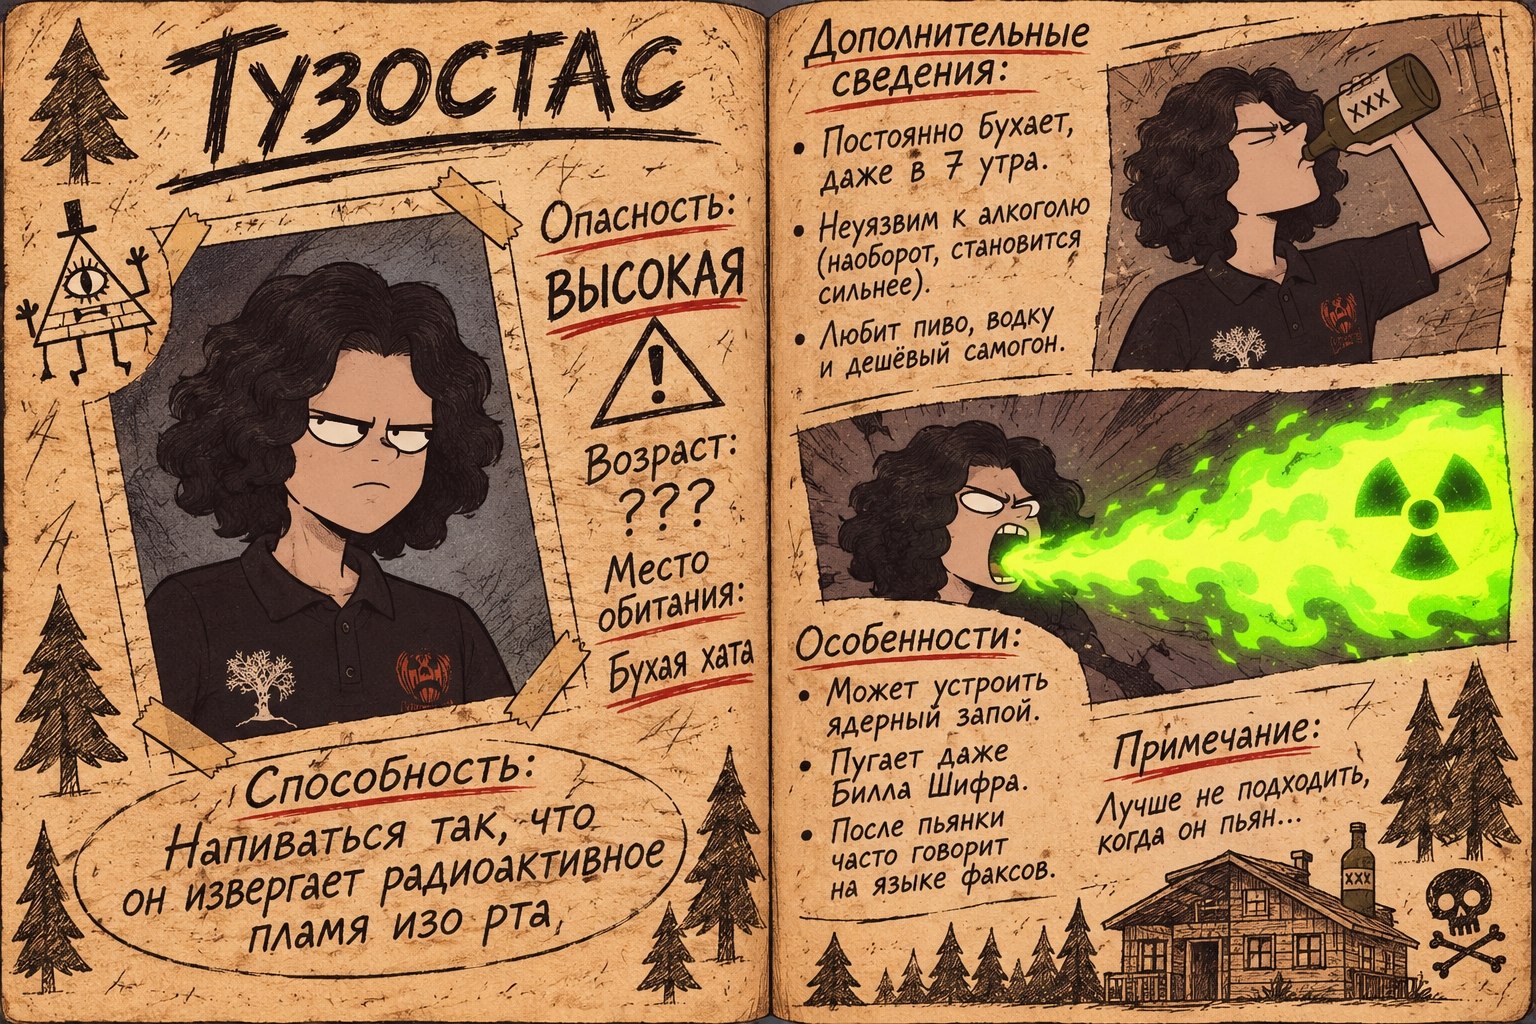 Тузостас
Опасность:
ВЫСОКАЯ
!
Возраст:
???
Место
обитания:
Бухая хата
Способность:
Напиваться так, что
он извергает радиоактивное
пламя изо рта,
Дополнительные
сведения:
• Постоянно бухает,
даже в 7 утра.
• Неуязвим к алкоголю
(наоборот, становится
сильнее).
• Любит пиво, водку
и дешёвый самогон.
XXX
Особенности:
• Может устроить
ядерный запой.
• Пугает даже
Билла Шифра.
• После пьянки
часто говорит
на языке факсов.
Примечание:
Лучше не подходить,
когда он пьян...
XXX